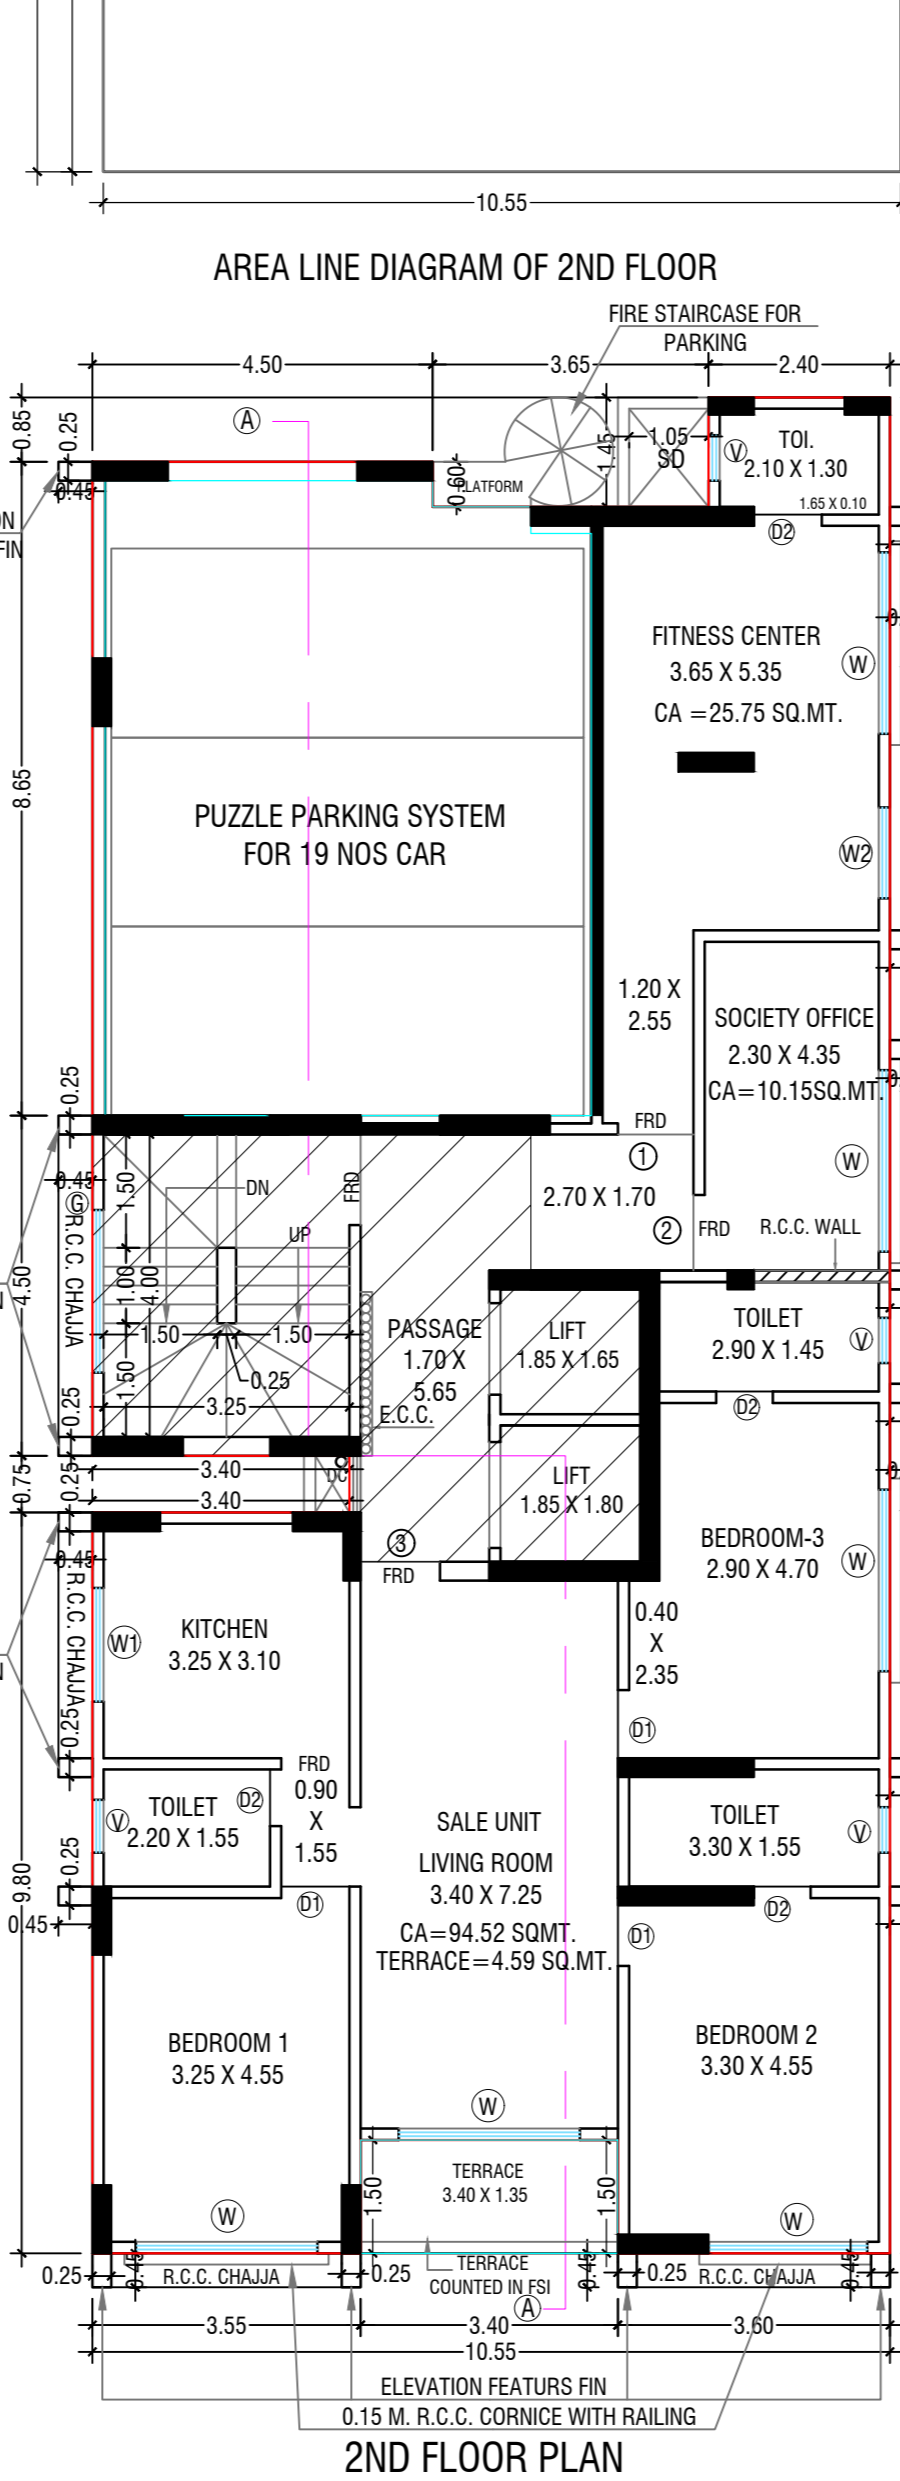 10.55
AREA LINE DIAGRAM OF 2ND FLOOR
FIRE STAIRCASE FOR
PARKING
4.50
3.65
2.40
0.85
0.25
A
0.45
0.60
PLATFORM
1.45
1.05
SD
V
TOI.
2.10 X 1.30
1.65 X 0.10
D2
FIN
FITNESS CENTER
3.65 X 5.35
CA =25.75 SQ.MT.
W
8.65
PUZZLE PARKING SYSTEM
FOR 19 NOS CAR
W2
1.20 X
2.55
SOCIETY OFFICE
2.30 X 4.35
CA=10.15SQ.MT.
0.25
FRD
1
W
0.45
G
1.50
DN
FRD
2.70 X 1.70
2
FRD
R.C.C. WALL
UP
4.50
R.C.C. CHAJJA
1.00
4.00
1.50
1.50
1.50
0.25
3.25
PASSAGE
1.70 X
5.65
E.C.C.
LIFT
1.85 X 1.65
TOILET
2.90 X 1.45
V
D2
0.25
0.75
0.25
3.40
DC
3.40
LIFT
1.85 X 1.80
3
FRD
BEDROOM-3
2.90 X 4.70
W
0.45
R.C.C. CHAJJA
W1
KITCHEN
3.25 X 3.10
0.40
X
2.35
D1
0.25
FRD
0.90
X
1.55
V
TOILET
2.20 X 1.55
D2
SALE UNIT
LIVING ROOM
3.40 X 7.25
CA=94.52 SQMT.
TERRACE=4.59 SQ.MT.
TOILET
3.30 X 1.55
V
9.80
0.25
0.45
D1
D1
D2
BEDROOM 1
3.25 X 4.55
BEDROOM 2
3.30 X 4.55
W
1.50
TERRACE
3.40 X 1.35
1.50
W
W
0.25
0.45
R.C.C. CHAJJA
0.25
TERRACE
COUNTED IN FSI
0.45
0.25
R.C.C. CHAJJA
0.45
A
3.55
3.40
3.60
10.55
ELEVATION FEATURS FIN
0.15 M. R.C.C. CORNICE WITH RAILING
2ND FLOOR PLAN